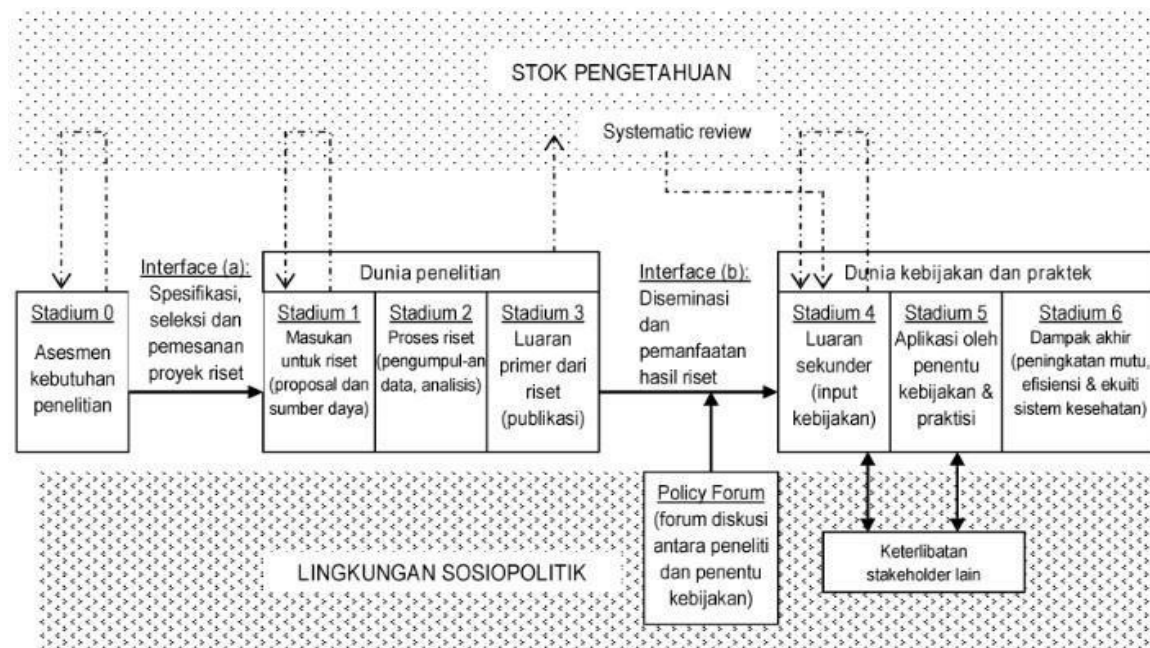 STOK PENGETAHUAN
Systematic review
Interface (a):
Spesifikasi,
seleksi dan
pemesanan
proyek riset
Dunia penelitian
Interface (b):
Diseminasi
dan
pemanfaatan
hasil riset
Dunia kebijakan dan praktek
Stadium 0
Asesmen
kebutuhan
penelitian
Stadium 1
Masukan
untuk riset
(proposal dan
sumber daya)
Stadium 2
Proses riset
(pengumpul-an
data, analisis)
Stadium 3
Luaran
primer dari
riset
(publikasi)
Stadium 4
Luaran
sekunder
(input
kebijakan)
Stadium 5
Aplikasi oleh
penentu
kebijakan &
praktisi
Stadium 6
Dampak akhir
(peningkatan mutu,
efisiensi & ekuiti
sistem kesehatan)
Policy Forum
(forum diskusi
antara peneliti
dan penentu
kebijakan)
Keterlibatan
stakeholder lain
LINGKUNGAN SOSIOPOLITIK